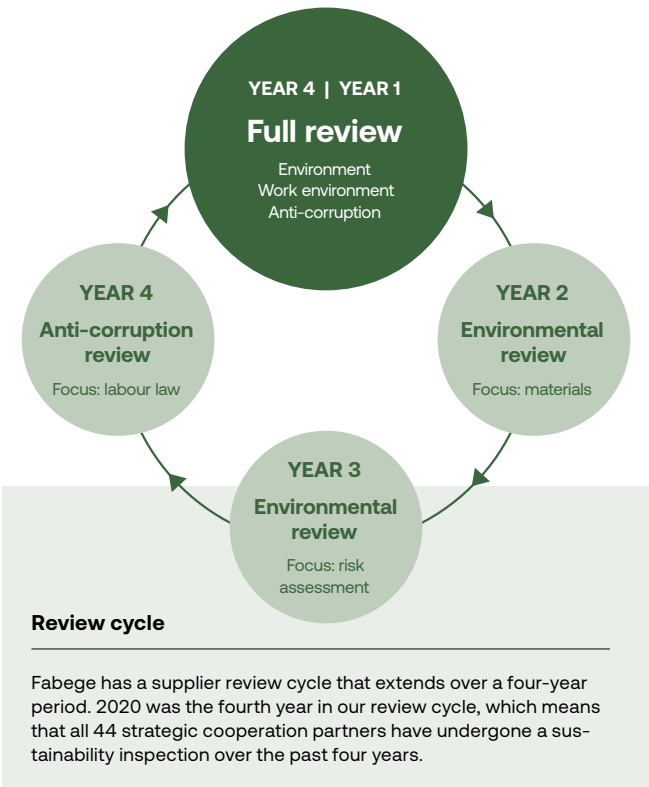 YEAR 4 | YEAR 1
Full review
Environment
Work environment
Anti-corruption
YEAR 2
Environmental
review
Focus: materials
YEAR 3
Environmental
review
Focus: risk
assessment
YEAR 4
Anti-corruption
review
Focus: labour law
Review cycle
Fabege has a supplier review cycle that extends over a four-year
period. 2020 was the fourth year in our review cycle, which means
that all 44 strategic cooperation partners have undergone a sus-
tainability inspection over the past four years.